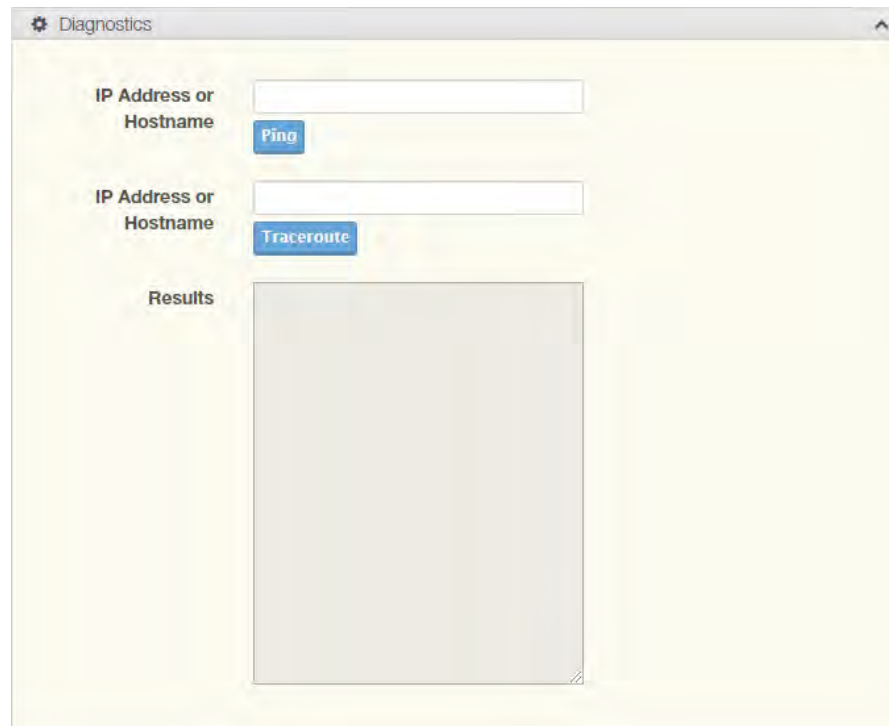 Diagnostics
IP Address or
Hostname
Ping
IP Address or
Hostname
Traceroute
Results